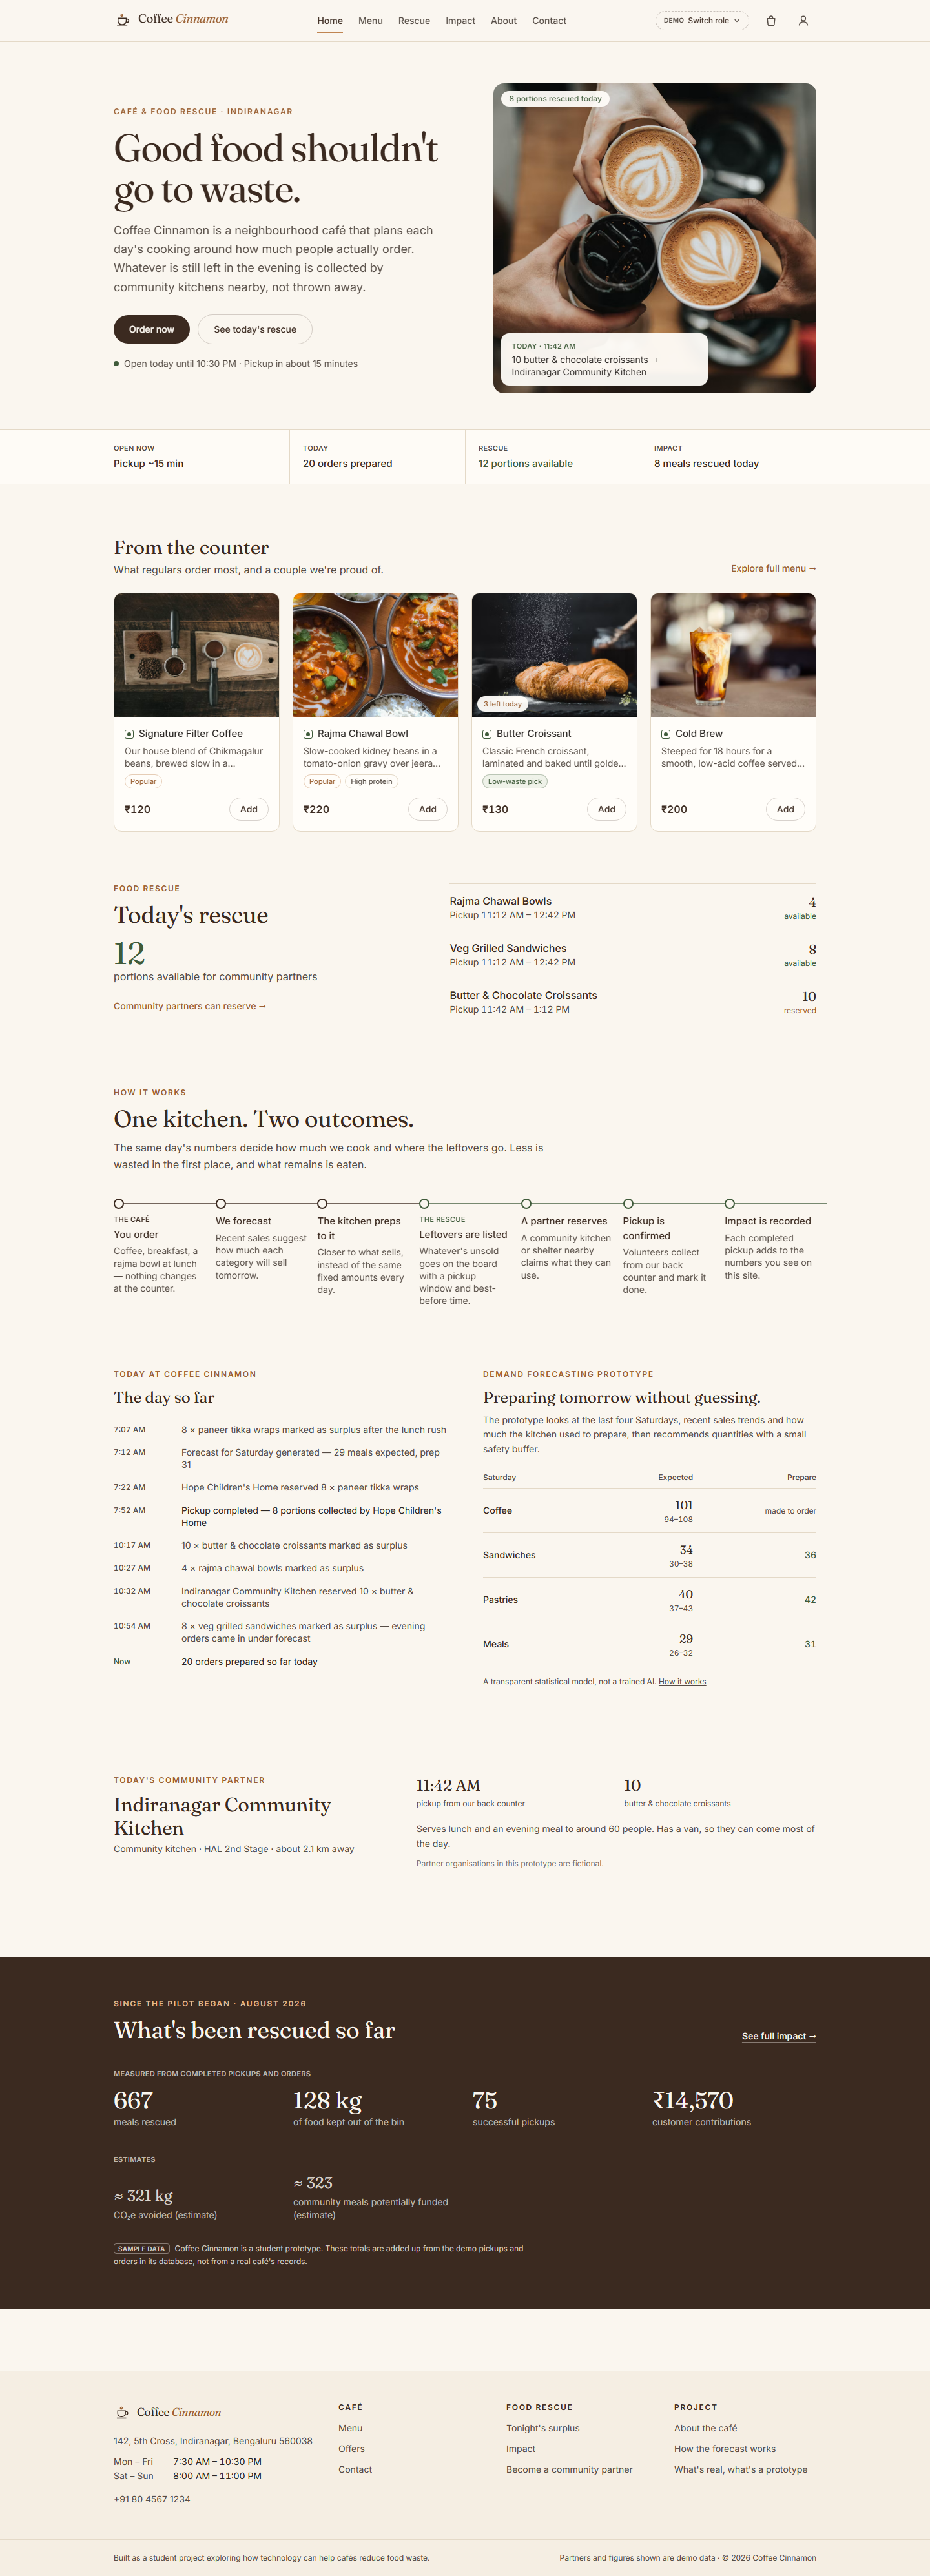 Coffee Cinnamon
Home
Menu
Rescue
Impact
About
Contact
DEMO Switch role
CAFÉ & FOOD RESCUE · INDIRANAGAR
Good food shouldn't
go to waste.
Coffee Cinnamon is a neighbourhood café that plans each
day's cooking around how much people actually order.
Whatever is still left in the evening is collected by
community kitchens nearby, not thrown away.
Order now
See today's rescue
Open today until 10:30 PM · Pickup in about 15 minutes
8 portions rescued today
TODAY · 11:42 AM
10 butter & chocolate croissants →
Indiranagar Community Kitchen
OPEN NOW
Pickup ~15 min
TODAY
20 orders prepared
RESCUE
12 portions available
IMPACT
8 meals rescued today
From the counter
What regulars order most, and a couple we're proud of.
Explore full menu →
Signature Filter Coffee
Our house blend of Chikmagalur
beans, brewed slow in a...
Popular
₹120
Add
Rajma Chawal Bowl
Slow-cooked kidney beans in a
tomato-onion gravy over jeera...
Popular
High protein
₹220
Add
3 left today
Butter Croissant
Classic French croissant,
laminated and baked until golde...
Low-waste pick
₹130
Add
Cold Brew
Steeped for 18 hours for a
smooth, low-acid coffee served...
₹200
Add
FOOD RESCUE
Today's rescue
12
portions available for community partners
Community partners can reserve →
Rajma Chawal Bowls
Pickup 11:12 AM – 12:42 PM
4
available
Veg Grilled Sandwiches
Pickup 11:12 AM – 12:42 PM
8
available
Butter & Chocolate Croissants
Pickup 11:42 AM – 1:12 PM
10
reserved
HOW IT WORKS
One kitchen. Two outcomes.
The same day's numbers decide how much we cook and where the leftovers go. Less is
wasted in the first place, and what remains is eaten.
THE CAFÉ
You order
Coffee, breakfast, a
rajma bowl at lunch
— nothing changes
at the counter.
We forecast
Recent sales suggest
how much each
category will sell
tomorrow.
The kitchen preps
to it
Closer to what sells,
instead of the same
fixed amounts every
day.
THE RESCUE
Leftovers are listed
Whatever's unsold
goes on the board
with a pickup
window and best-
before time.
A partner reserves
A community kitchen
or shelter nearby
claims what they can
use.
Pickup is
confirmed
Volunteers collect
from our back
counter and mark it
done.
Impact is recorded
Each completed
pickup adds to the
numbers you see on
this site.
TODAY AT COFFEE CINNAMON
The day so far
7:07 AM
8 × paneer tikka wraps marked as surplus after the lunch rush
7:12 AM
Forecast for Saturday generated — 29 meals expected, prep
31
7:22 AM
Hope Children's Home reserved 8 × paneer tikka wraps
7:52 AM
Pickup completed — 8 portions collected by Hope Children's
Home
10:17 AM
10 × butter & chocolate croissants marked as surplus
10:27 AM
4 × rajma chawal bowls marked as surplus
10:32 AM
Indiranagar Community Kitchen reserved 10 × butter &
chocolate croissants
10:54 AM
8 × veg grilled sandwiches marked as surplus — evening
orders came in under forecast
Now
20 orders prepared so far today
DEMAND FORECASTING PROTOTYPE
Preparing tomorrow without guessing.
The prototype looks at the last four Saturdays, recent sales trends and how
much the kitchen used to prepare, then recommends quantities with a small
safety buffer.
Saturday
Expected
Prepare
Coffee
101
94–108
made to order
Sandwiches
34
30–38
36
Pastries
40
37–43
42
Meals
29
26–32
31
A transparent statistical model, not a trained AI. How it works
TODAY'S COMMUNITY PARTNER
Indiranagar Community
Kitchen
Community kitchen · HAL 2nd Stage · about 2.1 km away
11:42 AM
pickup from our back counter
10
butter & chocolate croissants
Serves lunch and an evening meal to around 60 people. Has a van, so they can come most of
the day.
Partner organisations in this prototype are fictional.
SINCE THE PILOT BEGAN · AUGUST 2026
What's been rescued so far
See full impact →
MEASURED FROM COMPLETED PICKUPS AND ORDERS
667
meals rescued
128 kg
of food kept out of the bin
75
successful pickups
₹14,570
customer contributions
ESTIMATES
≈ 321 kg
CO₂e avoided (estimate)
≈ 323
community meals potentially funded
(estimate)
SAMPLE DATA Coffee Cinnamon is a student prototype. These totals are added up from the demo pickups and
orders in its database, not from a real café's records.
Coffee Cinnamon
142, 5th Cross, Indiranagar, Bengaluru 560038
Mon – Fri 7:30 AM – 10:30 PM
Sat – Sun 8:00 AM – 11:00 PM
+91 80 4567 1234
CAFÉ
Menu
Offers
Contact
FOOD RESCUE
Tonight's surplus
Impact
Become a community partner
PROJECT
About the café
How the forecast works
What's real, what's a prototype
Built as a student project exploring how technology can help cafés reduce food waste.
Partners and figures shown are demo data · © 2026 Coffee Cinnamon